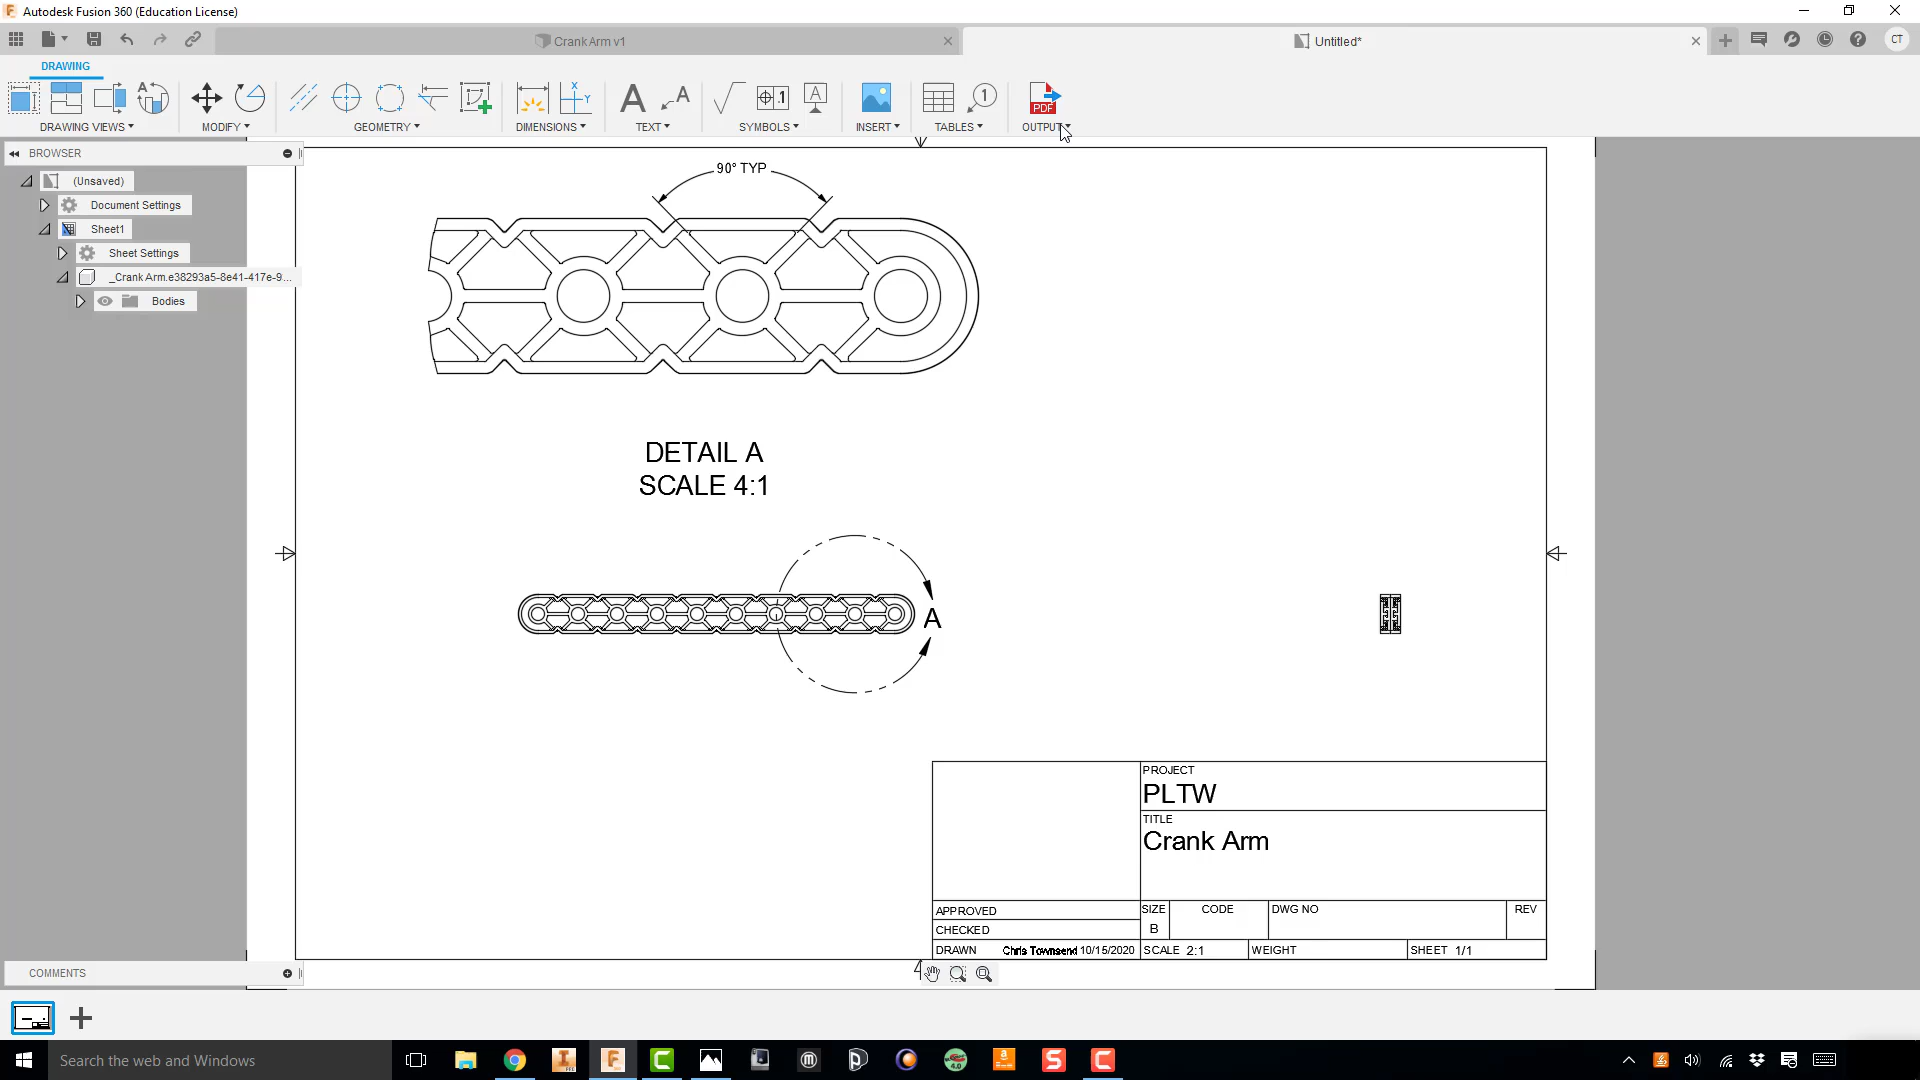 Autodesk Fusion 360 (Education License)
Crank Arm v1
Untitled*
CT
DRAWING
DRAWING VIEWS
MODIFY
GEOMETRY
DIMENSIONS
TEXT
SYMBOLS
INSERT
TABLES
OUTPUT
BROWSER
(Unsaved)
Document Settings
Sheet1
Sheet Settings
_Crank Arm.e38293a5-8e41-417e-9...
Bodies
90° TYP
DETAIL A
SCALE 4:1
A
PROJECT
PLTW
TITLE
Crank Arm
APPROVED
CHECKED
DRAWN Chris Townsend 10/15/2020
SIZE
B
CODE
DWG NO
REV
SCALE 2:1
WEIGHT
SHEET 1/1
COMMENTS
Search the web and Windows